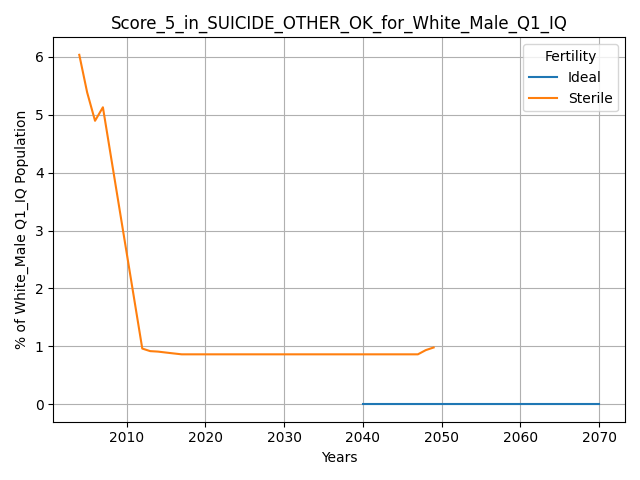 Score_5_in_SUICIDE_OTHER_OK_for_White_Male_Q1_IQ
% of White_Male Q1_IQ Population
6
5
4
3
2
1
0
Fertility
Ideal
Sterile
2010 2020 2030 2040 2050 2060 2070
Years